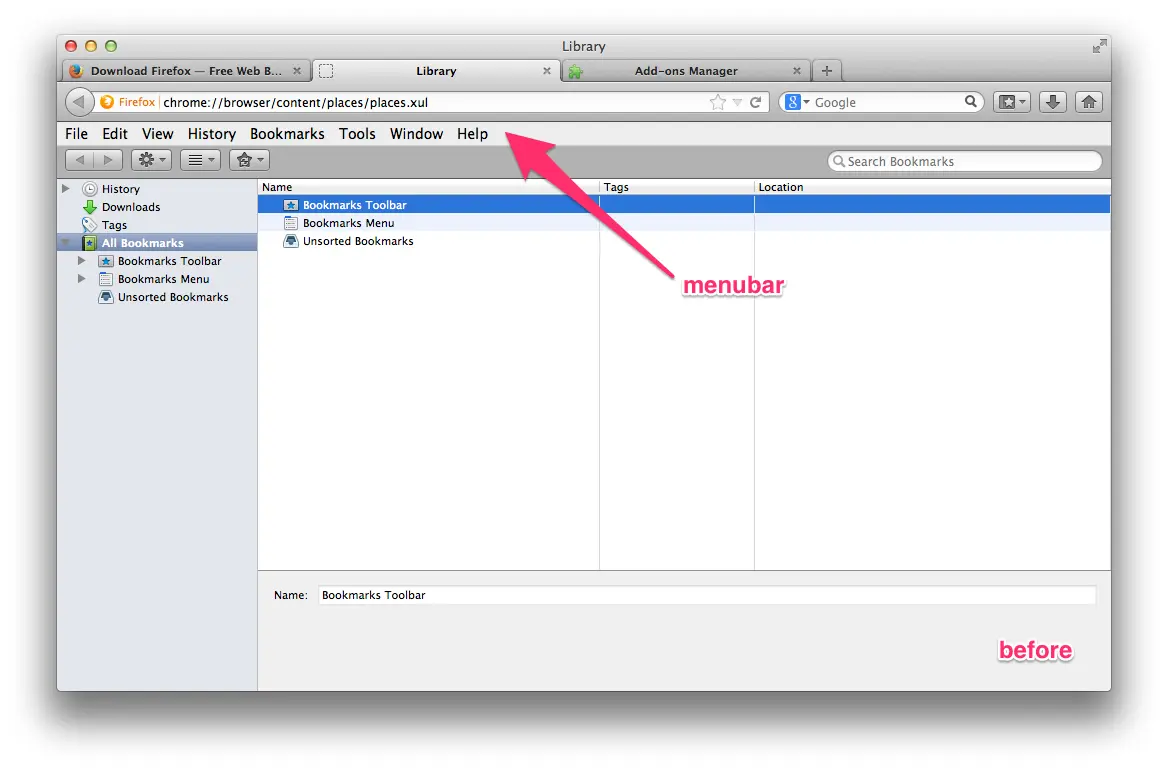 Library
Download Firefox — Free Web B... Library Add-ons Manager
Firefox chrome://browser/content/places/places.xul Google
File Edit View History Bookmarks Tools Window Help
Search Bookmarks
History
Downloads
Tags
All Bookmarks
Bookmarks Toolbar
Bookmarks Menu
Unsorted Bookmarks
Name Tags Location
Bookmarks Toolbar
Bookmarks Menu
Unsorted Bookmarks
menubar
Name: Bookmarks Toolbar
before